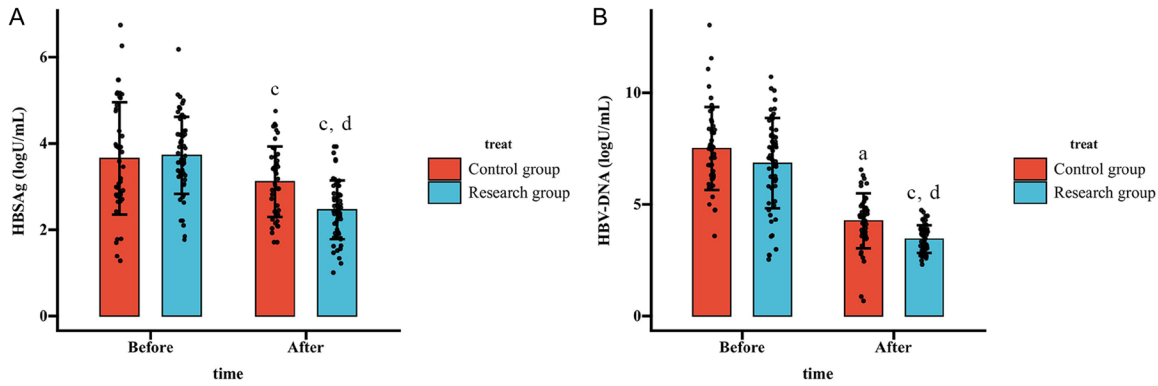 A
HBSAg (logU/mL)
6
4
2
0
c
c, d
Before
After
time
treat
Control group
Research group
B
HBV-DNA (logU/mL)
10
5
0
a
c, d
Before
After
time
treat
Control group
Research group